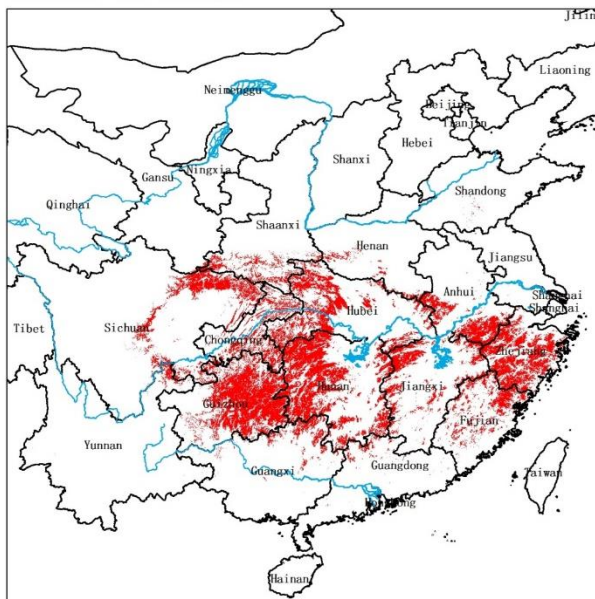 Jilin
Liaoning
Neimenggu
Beijing
Tianjin
Shanxi
Hebei
Ningxia
Gansu
Shandong
Qinghai
Shaanxi
Henan
Jiangsu
Anhui
Shanghai
Shanghai
Hubei
Tibet
Sichuan
Chongqing
Zhejiang
Hunan
Jiangxi
Guizhou
Fujian
Yunnan
Guangxi
Guangdong
Taiwan
Hainan